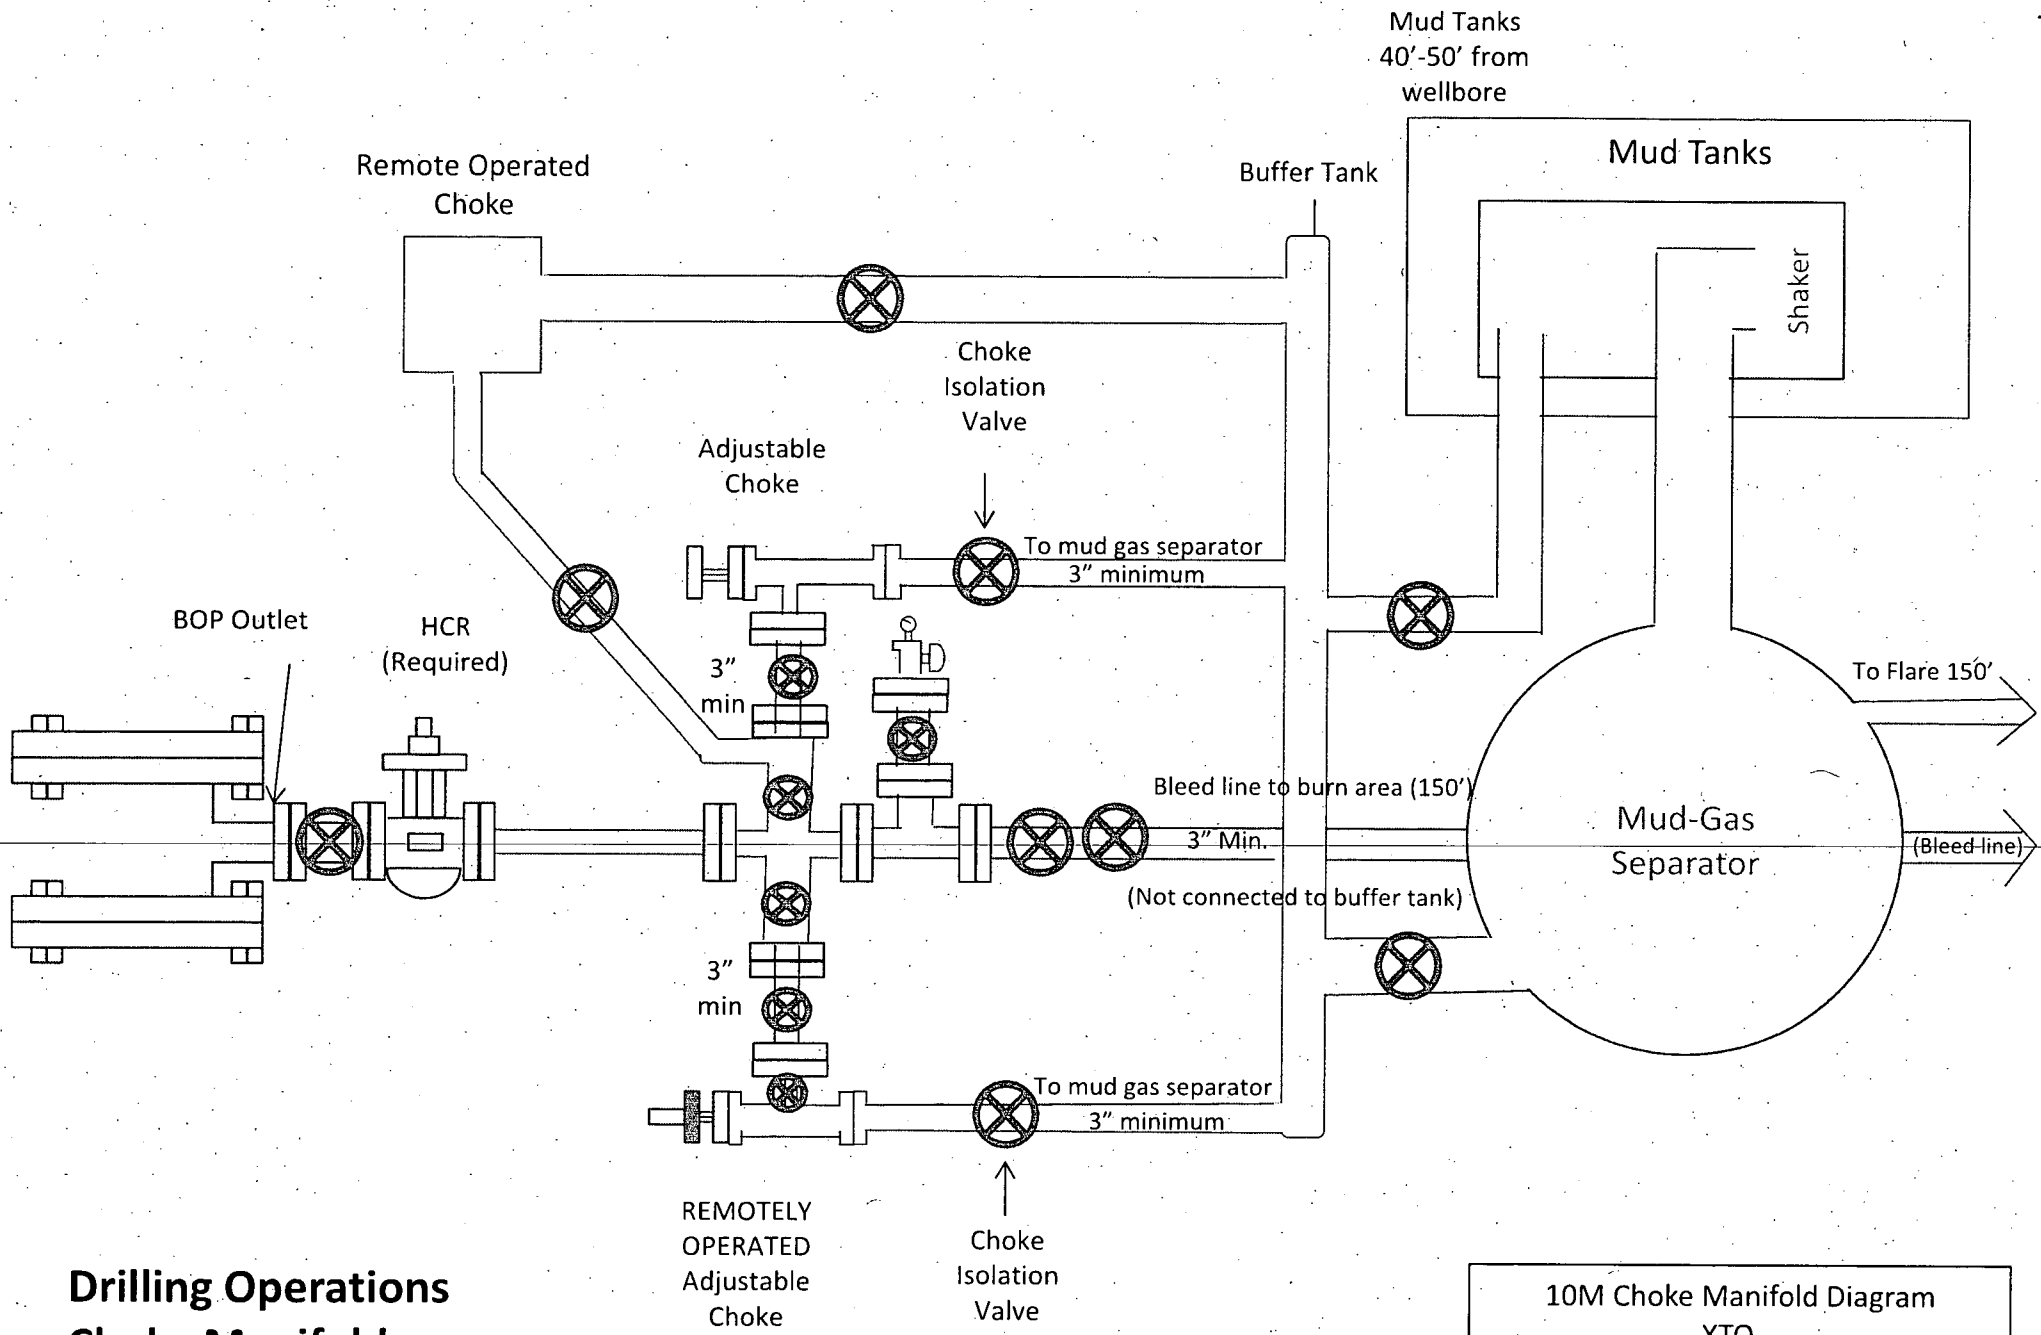 Mud Tanks
40’-50’ from
wellbore
Mud Tanks
Shaker
Buffer Tank
Remote Operated
Choke
Choke
Isolation
Valve
Adjustable
Choke
To mud gas separator
3” minimum
BOP Outlet
HCR
(Required)
3”
min
To Flare 150’
Bleed line to burn area (150’)
3” Min.
(Not connected to buffer tank)
Mud-Gas
Separator
(Bleed line)
3”
min
To mud gas separator
3” minimum
REMOTELY
OPERATED
Adjustable
Choke
Choke
Isolation
Valve
Drilling Operations
Choke Manifold
10M Choke Manifold Diagram
XTO